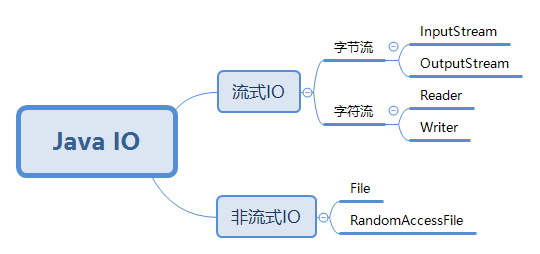 Java IO
流式IO
字节流
InputStream
OutputStream
字符流
Reader
Writer
非流式IO
File
RandomAccessFile